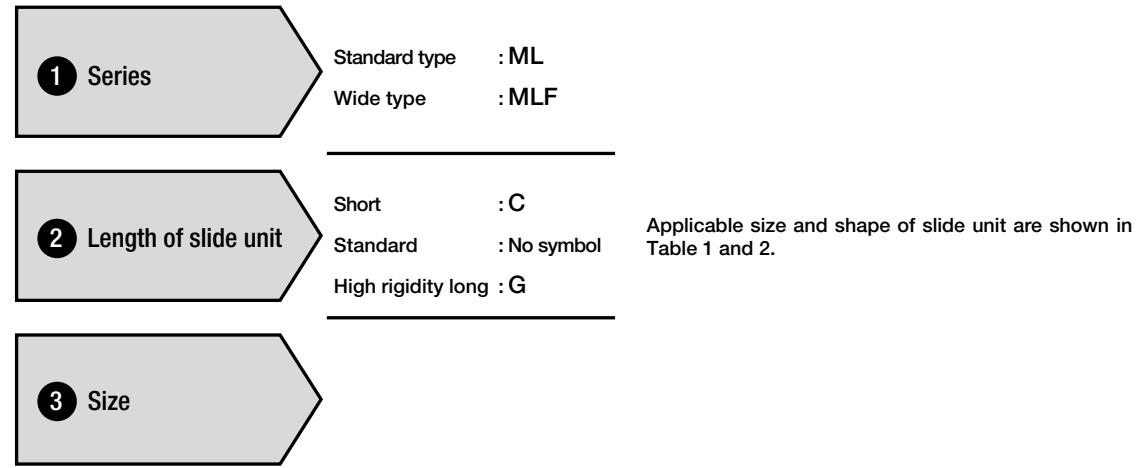 1 Series
Standard type : ML
Wide type : MLF
2 Length of slide unit
Short : C
Standard : No symbol
High rigidity long : G
Applicable size and shape of slide unit are shown in
Table 1 and 2.
3 Size